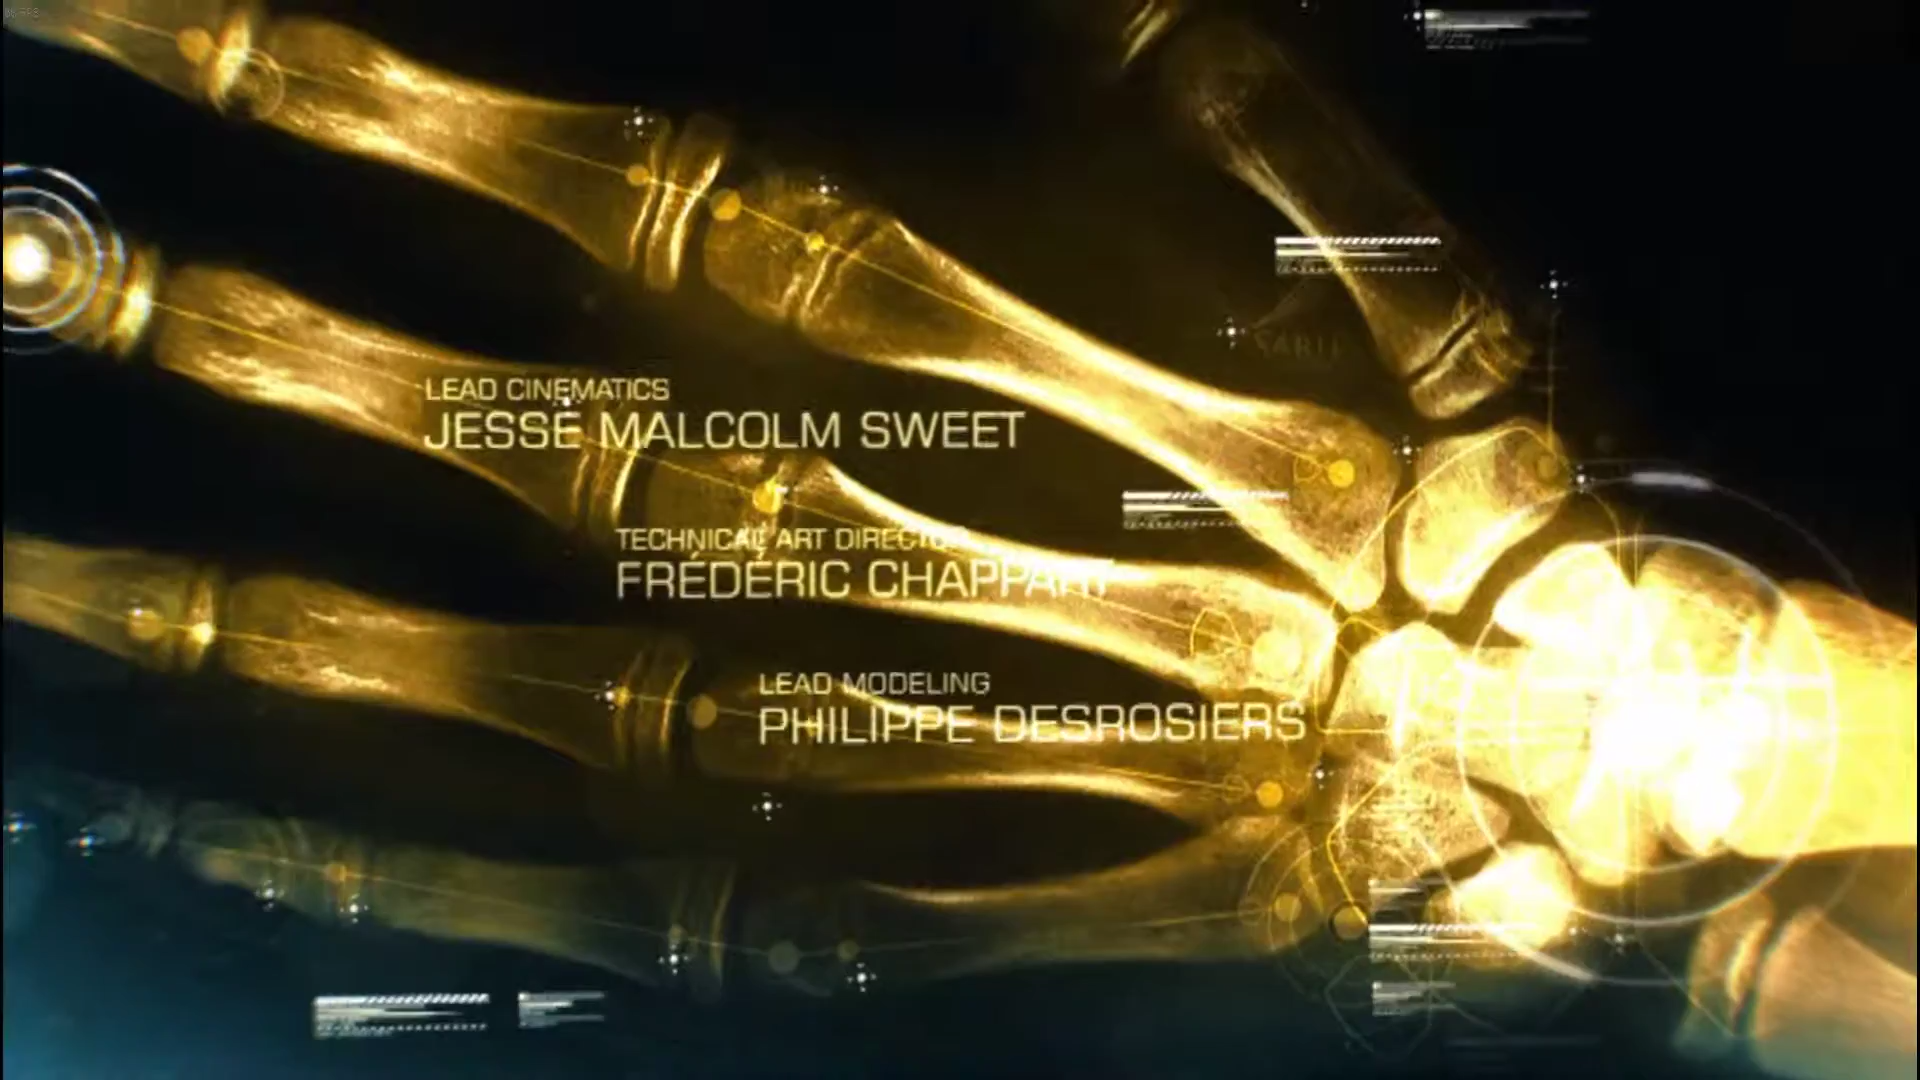 LEAD CINEMATICS
JESSE MALCOLM SWEET
TECHNICAL ART DIRECTOR
FRÉDÉRIC CHAPPART
LEAD MODELING
PHILIPPE DESROSIERS